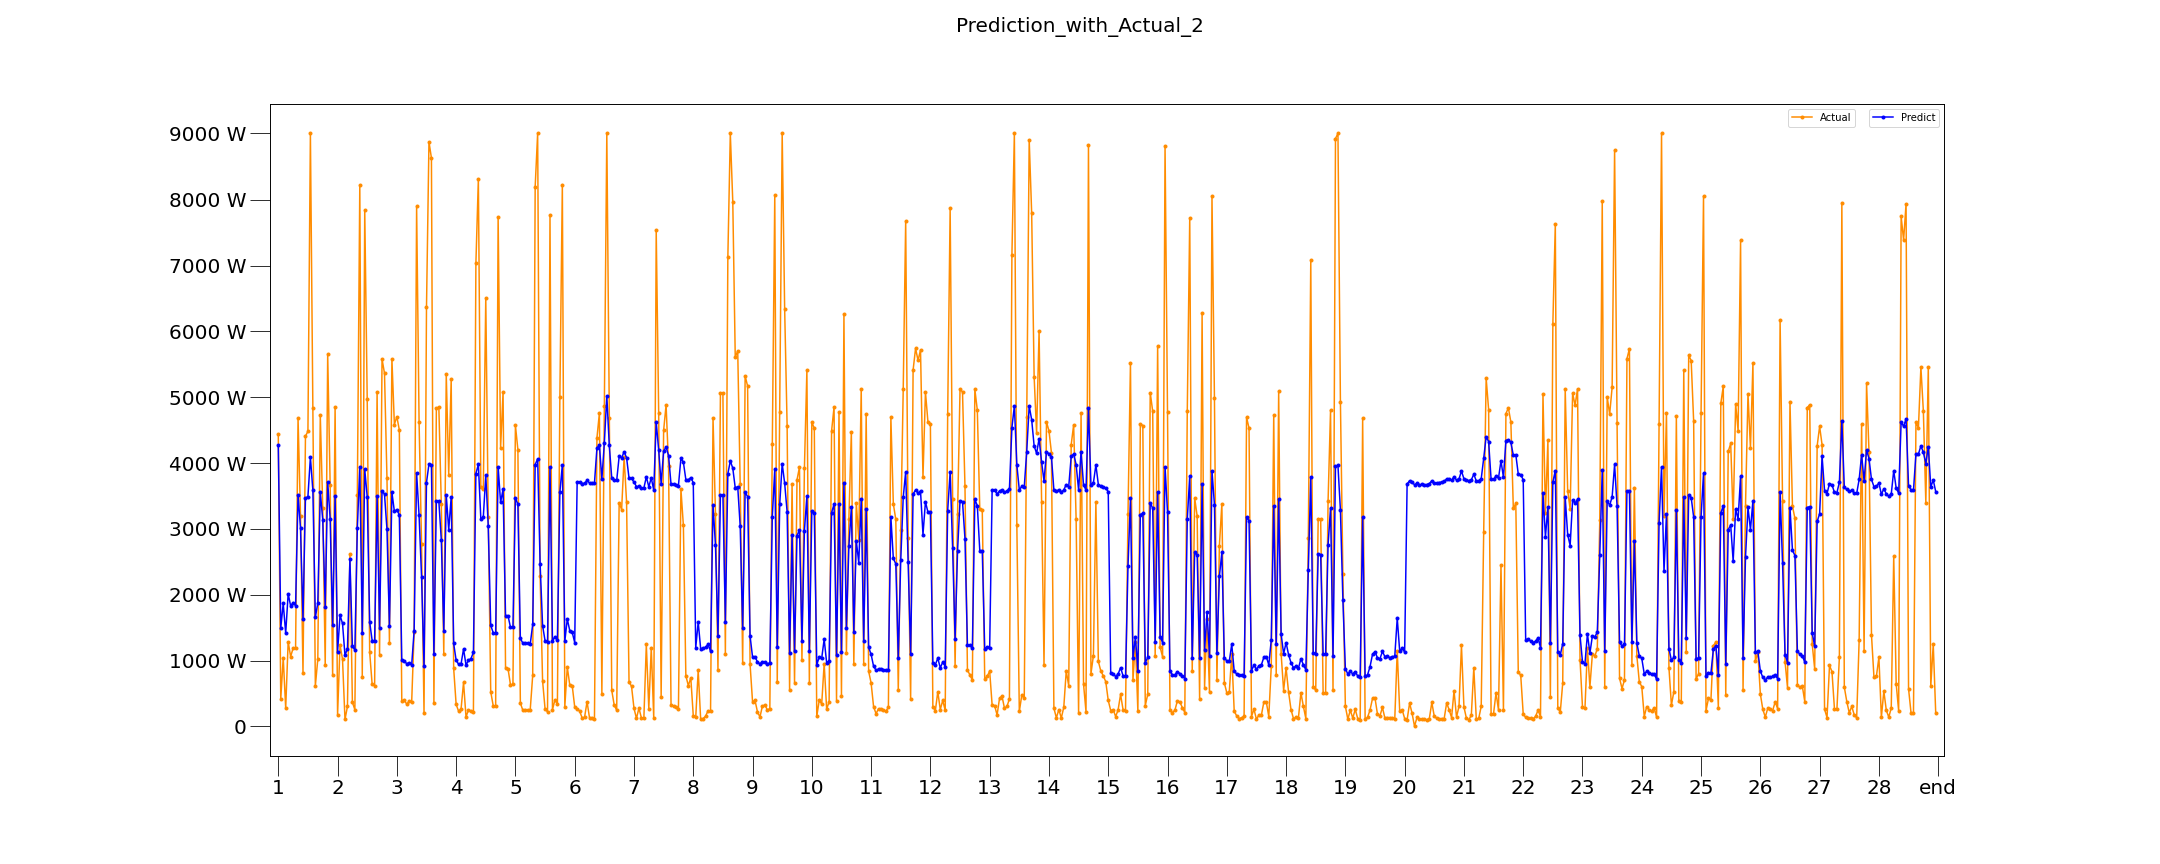 Prediction_with_Actual_2
Actual Predict
9000 W
8000 W
7000 W
6000 W
5000 W
4000 W
3000 W
2000 W
1000 W
0
1 2 3 4 5 6 7 8 9 10 11 12 13 14 15 16 17 18 19 20 21 22 23 24 25 26 27 28 end